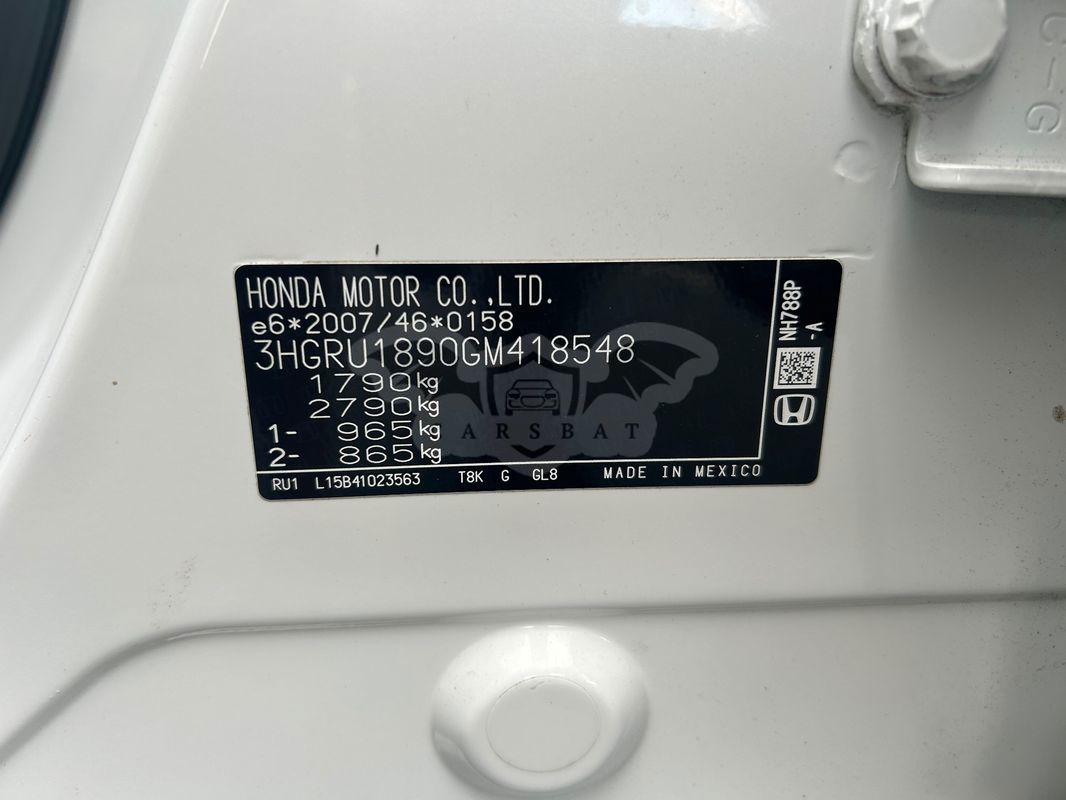 HONDA MOTOR CO.,LTD.
e6*2007/46*0158
3HGRU1890GM418548
1790kg
2790kg
1- 965kg
2- 865kg
RU1 L15B41023563 T8K G GL8 MADE IN MEXICO
NH788P
-A
CARSBAT
C-G